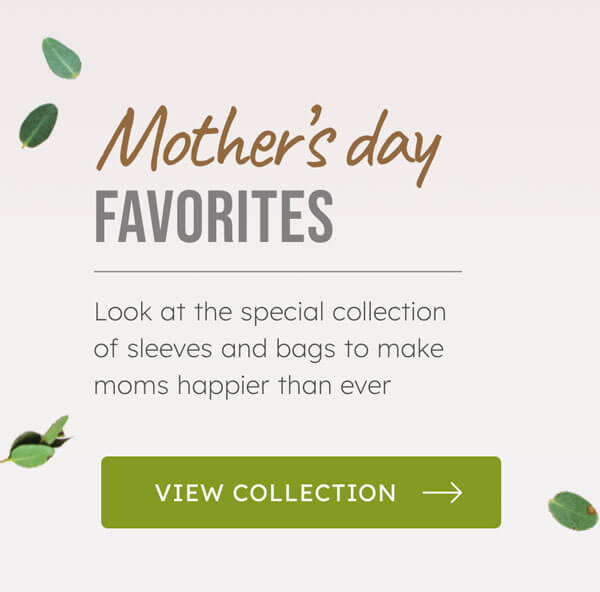 Mother's day
FAVORITES
Look at the special collection
of sleeves and bags to make
moms happier than ever
VIEW COLLECTION